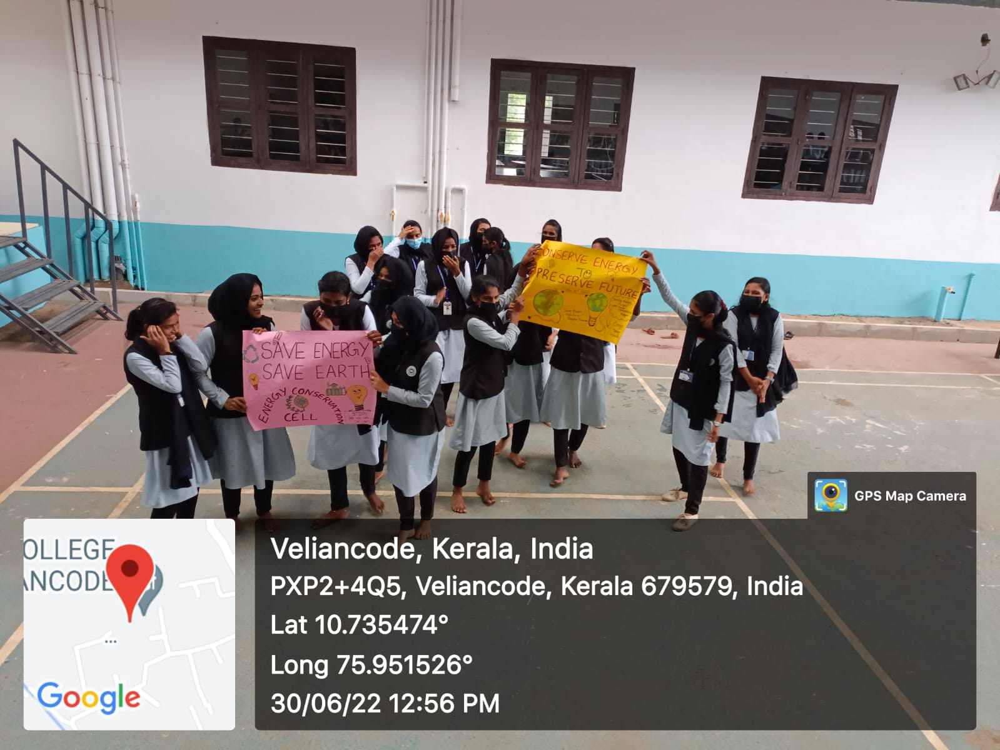 CONSERVE ENERGY
TO
PRESERVE FUTURE
SAVE ENERGY
SAVE EARTH
ENERGY CONSERVATION
CELL
STOP!
GPS Map Camera
OLLEGE
ANCODE
Google
Veliancode, Kerala, India
PXP2+4Q5, Veliancode, Kerala 679579, India
Lat 10.735474°
Long 75.951526°
30/06/22 12:56 PM